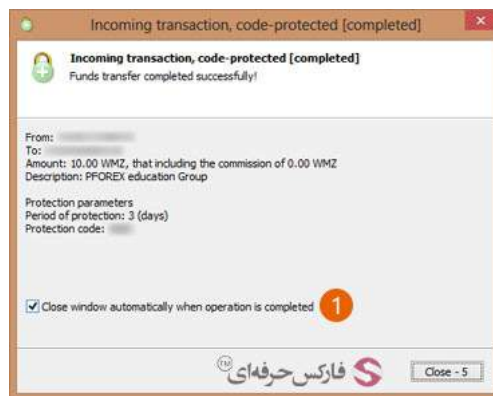 Incoming transaction, code-protected [completed]
Incoming transaction, code-protected [completed]
Funds transfer completed successfully!
From:
To:
Amount: 10.00 WMZ, that including the commission of 0.00 WMZ
Description: PFOREX education Group
Protection parameters
Period of protection: 3 (days)
Protection code:
Close window automatically when operation is completed 1
فارکس حرفه‌ای TM
Close - 5